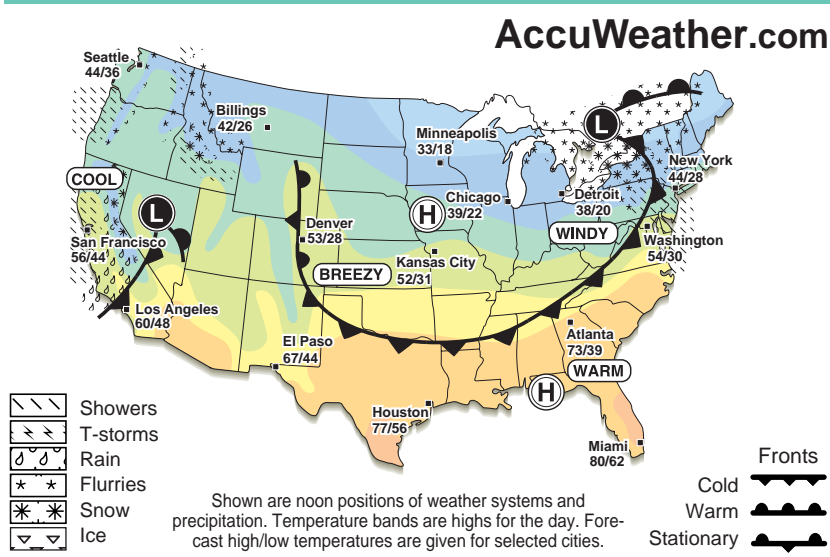 AccuWeather.com
Seattle
44/36
Billings
42/26
Minneapolis
33/18
New York
44/28
COOL
L
L
Chicago
39/22
Detroit
38/20
H
Denver
53/28
WINDY
San Francisco
56/44
Washington
54/30
BREEZY
Kansas City
52/31
Los Angeles
60/48
El Paso
67/44
Atlanta
73/39
WARM
H
Houston
77/56
Miami
80/62
Showers
T-storms
Rain
Flurries
Snow
Ice
Shown are noon positions of weather systems and
precipitation. Temperature bands are highs for the day. Fore-
cast high/low temperatures are given for selected cities.
Fronts
Cold
Warm
Stationary